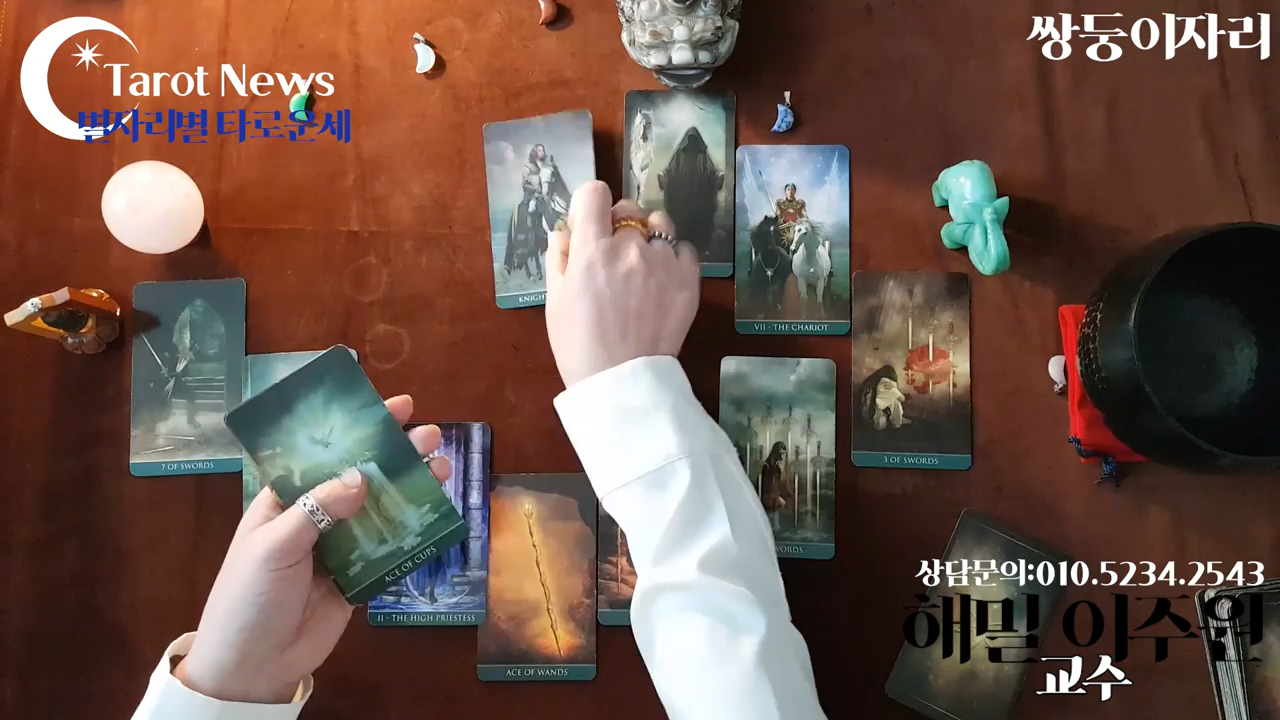 Tarot News
별자리별 타로운세
쌍둥이자리
KNIGHT
VII - THE CHARIOT
7 OF SWORDS
3 OF SWORDS
ACE OF CUPS
II - THE HIGH PRIESTESS
ACE OF WANDS
상담문의:010.5234.2543
해밀 이주원
교수